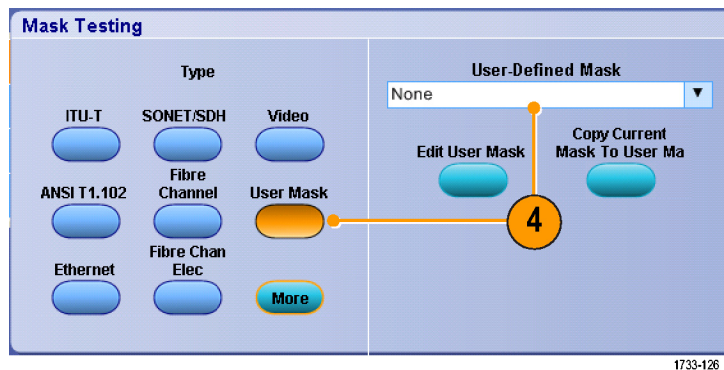 Mask Testing
Type
ITU-T
SONET/SDH
Video
ANSI T1.102
Fibre
Channel
User Mask
Ethernet
Fibre Chan
Elec
More
User-Defined Mask
None
Edit User Mask
Copy Current
Mask To User Ma
4
1733-126